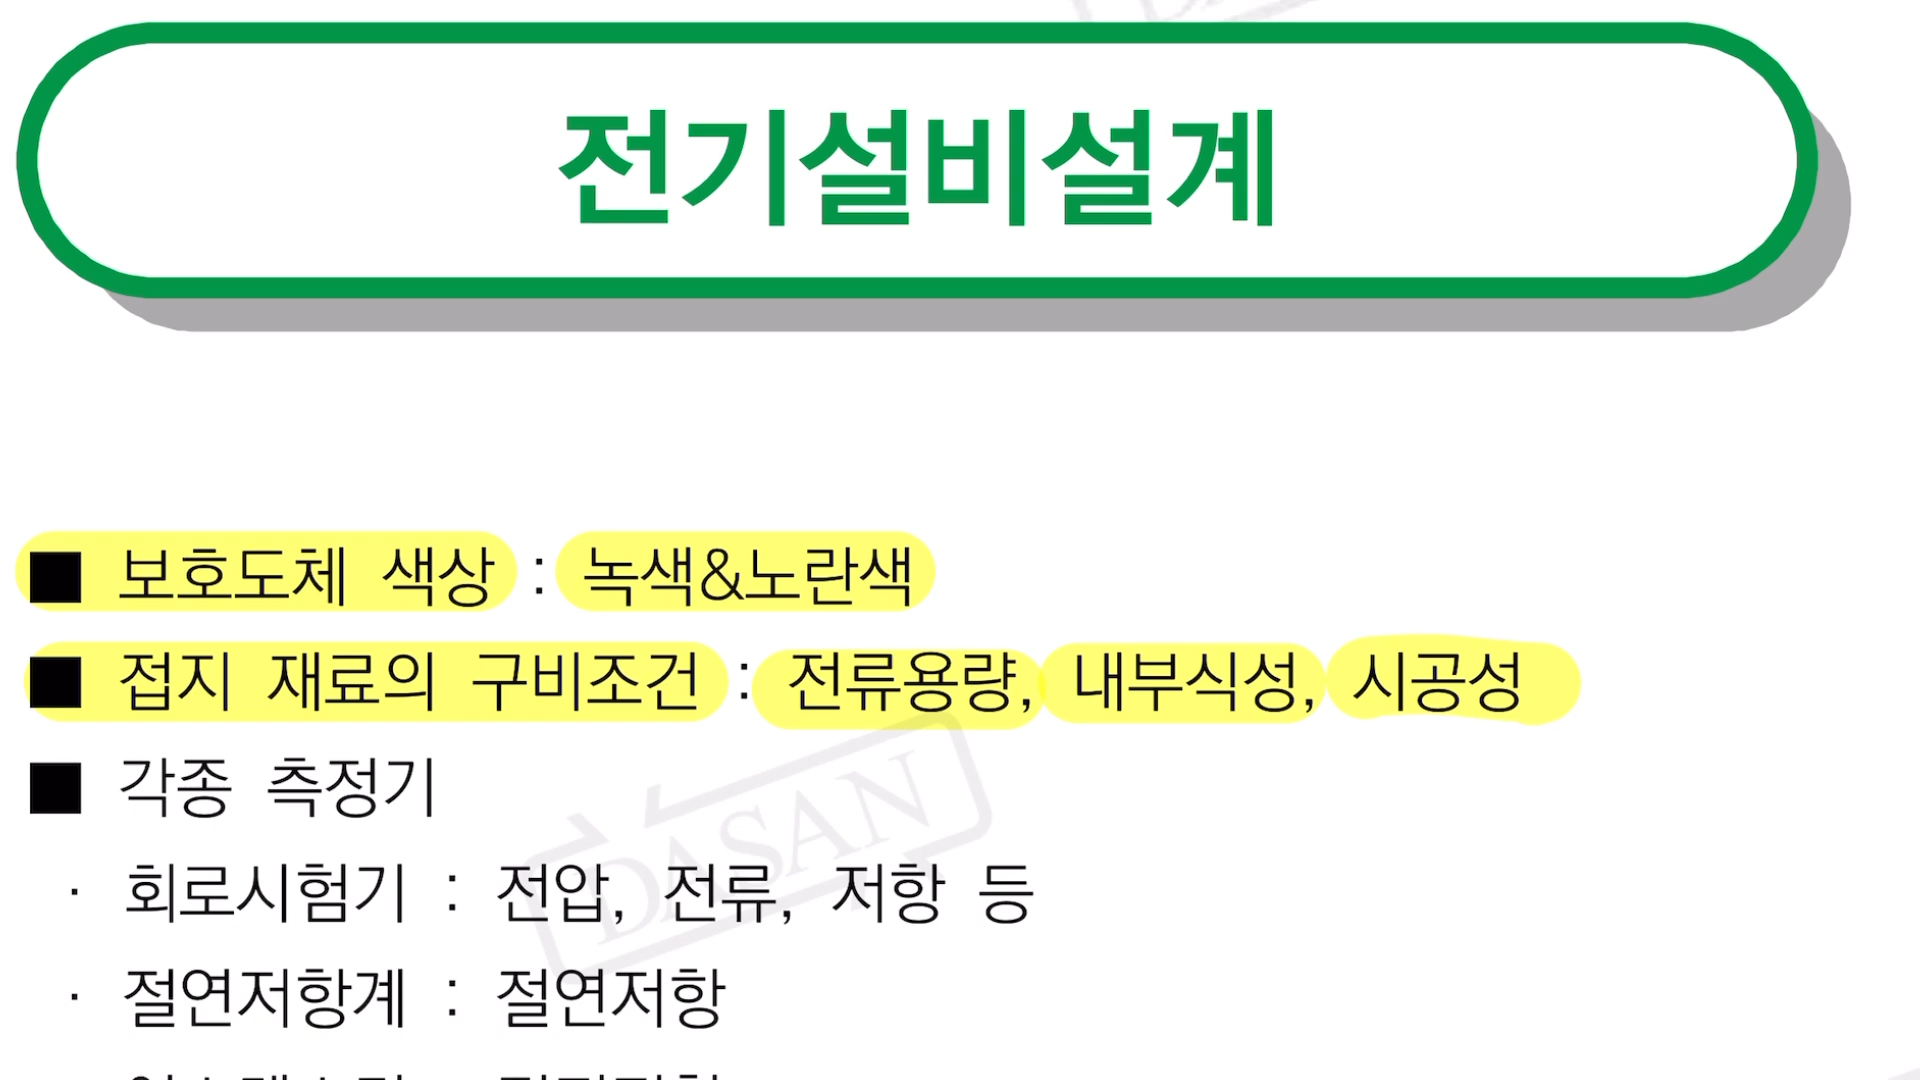 전기설비설계
■ 보호도체 색상 : 녹색&노란색
■ 접지 재료의 구비조건 : 전류용량, 내부식성, 시공성
■ 각종 측정기
· 회로시험기 : 전압, 전류, 저항 등
· 절연저항계 : 절연저항
DASAN